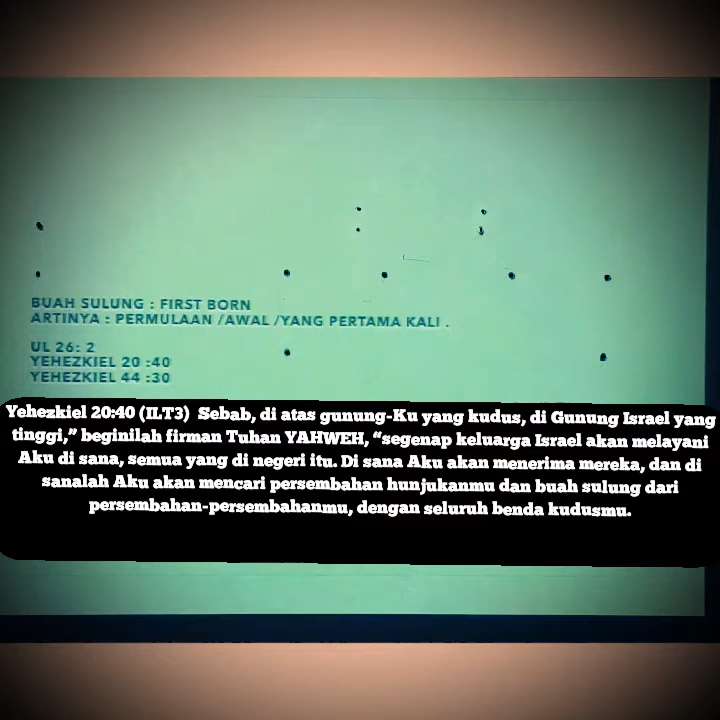 BUAH SULUNG : FIRST BORN
ARTINYA : PERMULAAN /AWAL /YANG PERTAMA KALI .
UL 26: 2
YEHEZKIEL 20 :40
YEHEZKIEL 44 :30
Yehezkiel 20:40 (ILT3) Sebab, di atas gunung-Ku yang kudus, di Gunung Israel yang
tinggi,” beginilah firman Tuhan YAHWEH, “segenap keluarga Israel akan melayani
Aku di sana, semua yang di negeri itu. Di sana Aku akan menerima mereka, dan di
sanalah Aku akan mencari persembahan hunjukanmu dan buah sulung dari
persembahan-persembahanmu, dengan seluruh benda kudusmu.